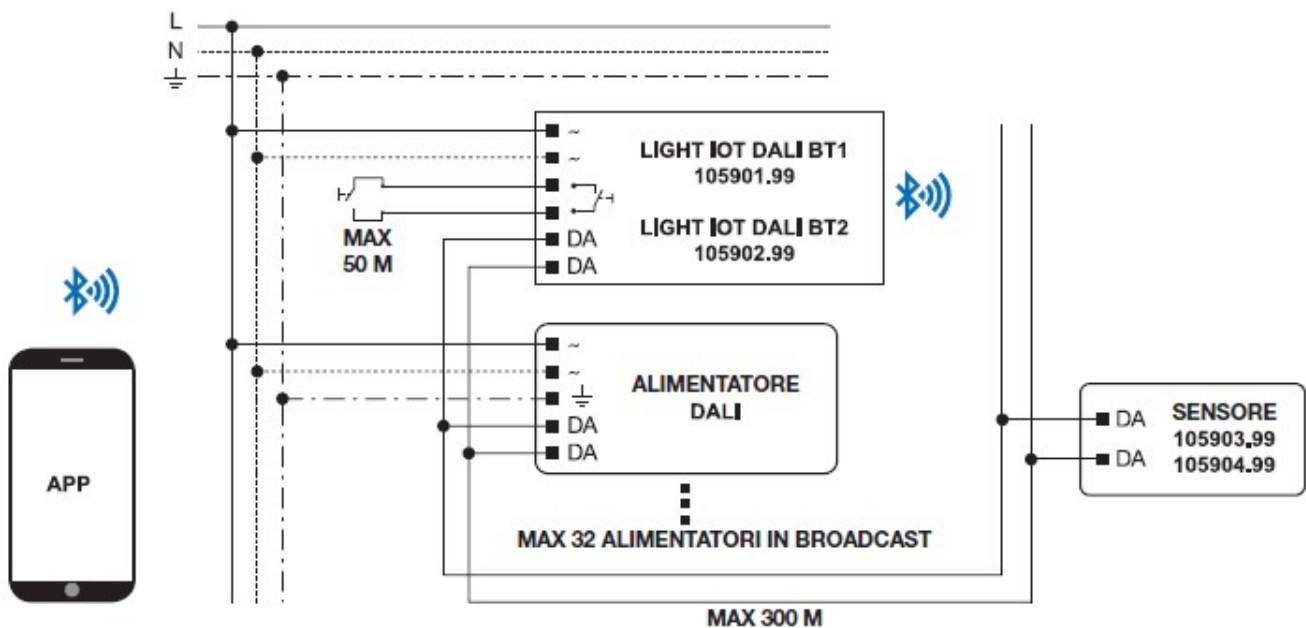 L
N
~
LIGHT IOT DALI BT1
105901.99
~
LIGHT IOT DALI BT2
105902.99
MAX
50 M
DA
DA
~
~
ALIMENTATORE
DALI
DA
DA
APP
DA
DA
SENSORE
105903.99
105904.99
MAX 32 ALIMENTATORI IN BROADCAST
MAX 300 M